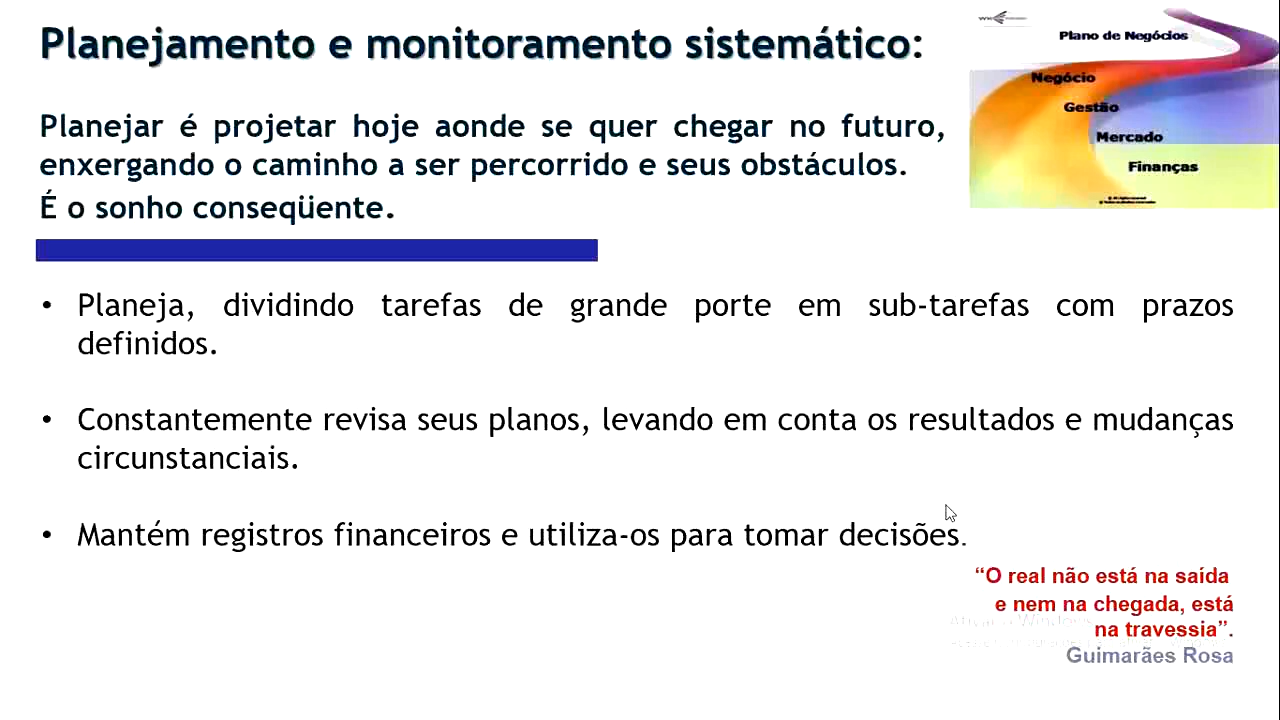 Planejamento e monitoramento sistemático:
Plano de Negócios
Negócio
Gestão
Mercado
Finanças
Planejar é projetar hoje aonde se quer chegar no futuro,
enxergando o caminho a ser percorrido e seus obstáculos.
É o sonho conseqüente.
• Planeja, dividindo tarefas de grande porte em sub-tarefas com prazos
definidos.
• Constantemente revisa seus planos, levando em conta os resultados e mudanças
circunstanciais.
• Mantém registros financeiros e utiliza-os para tomar decisões.
“O real não está na saída
e nem na chegada, está
na travessia”.
Guimarães Rosa